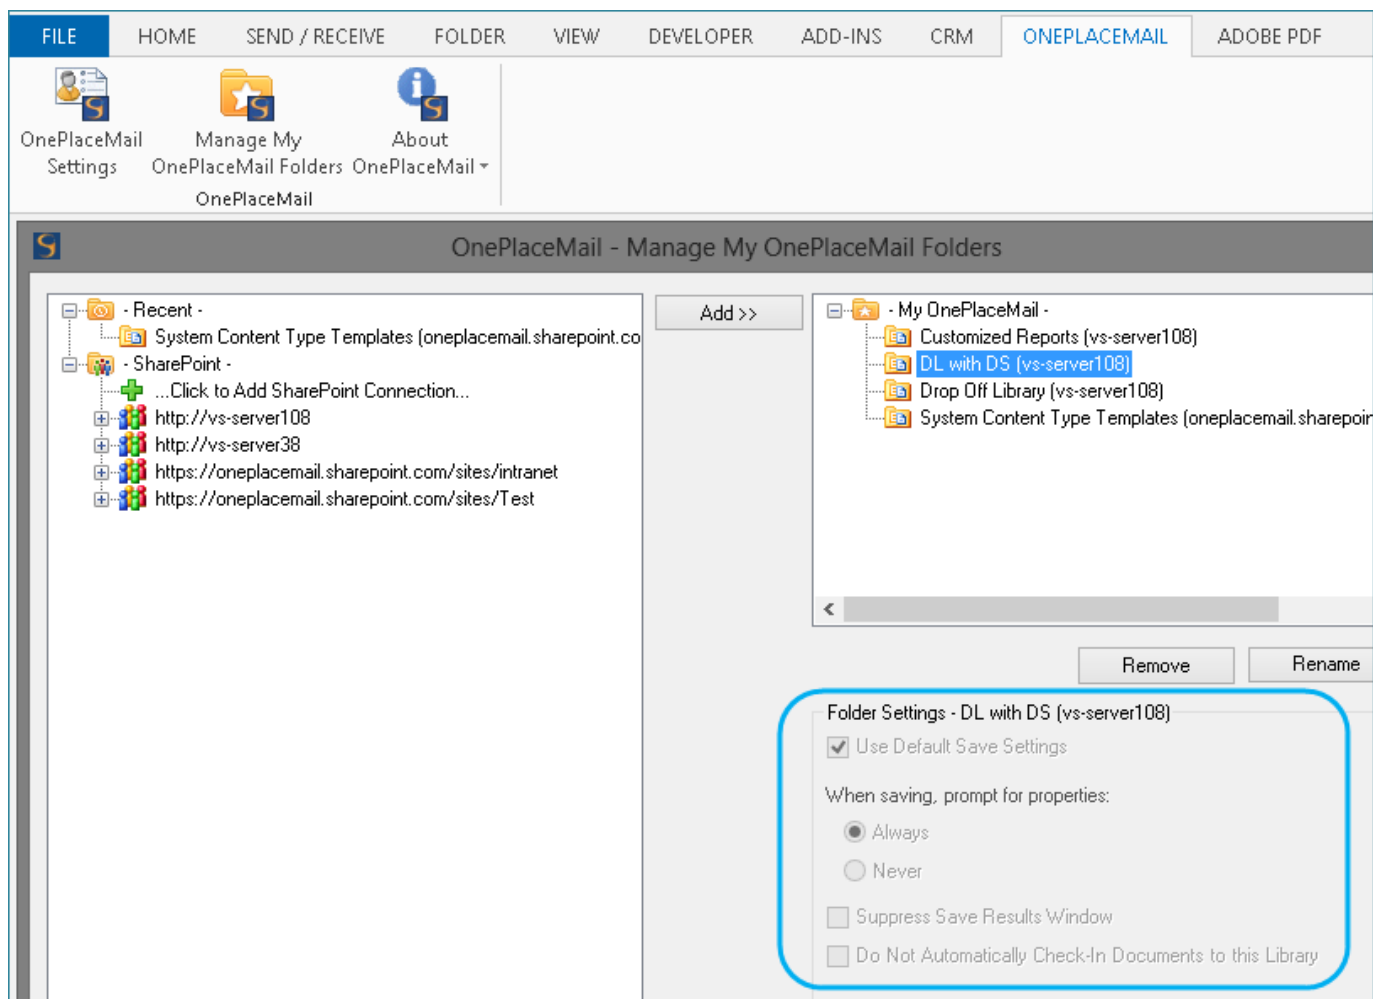 FILE HOME SEND / RECEIVE FOLDER VIEW DEVELOPER ADD-INS CRM ONEPLACEMAIL ADOBE PDF
OnePlaceMail Settings
Manage My OnePlaceMail Folders
About OnePlaceMail
OnePlaceMail
OnePlaceMail - Manage My OnePlaceMail Folders
- Recent -
System Content Type Templates (oneplacemail.sharepoint.co
- SharePoint -
...Click to Add SharePoint Connection...
http://vs-server108
http://vs-server38
https://oneplacemail.sharepoint.com/sites/intranet
https://oneplacemail.sharepoint.com/sites/Test
Add >>
- My OnePlaceMail -
Customized Reports (vs-server108)
DL with DS (vs-server108)
Drop Off Library (vs-server108)
System Content Type Templates (oneplacemail.sharepoin
Remove Rename
Folder Settings - DL with DS (vs-server108)
Use Default Save Settings
When saving, prompt for properties:
Always
Never
Suppress Save Results Window
Do Not Automatically Check-In Documents to this Library